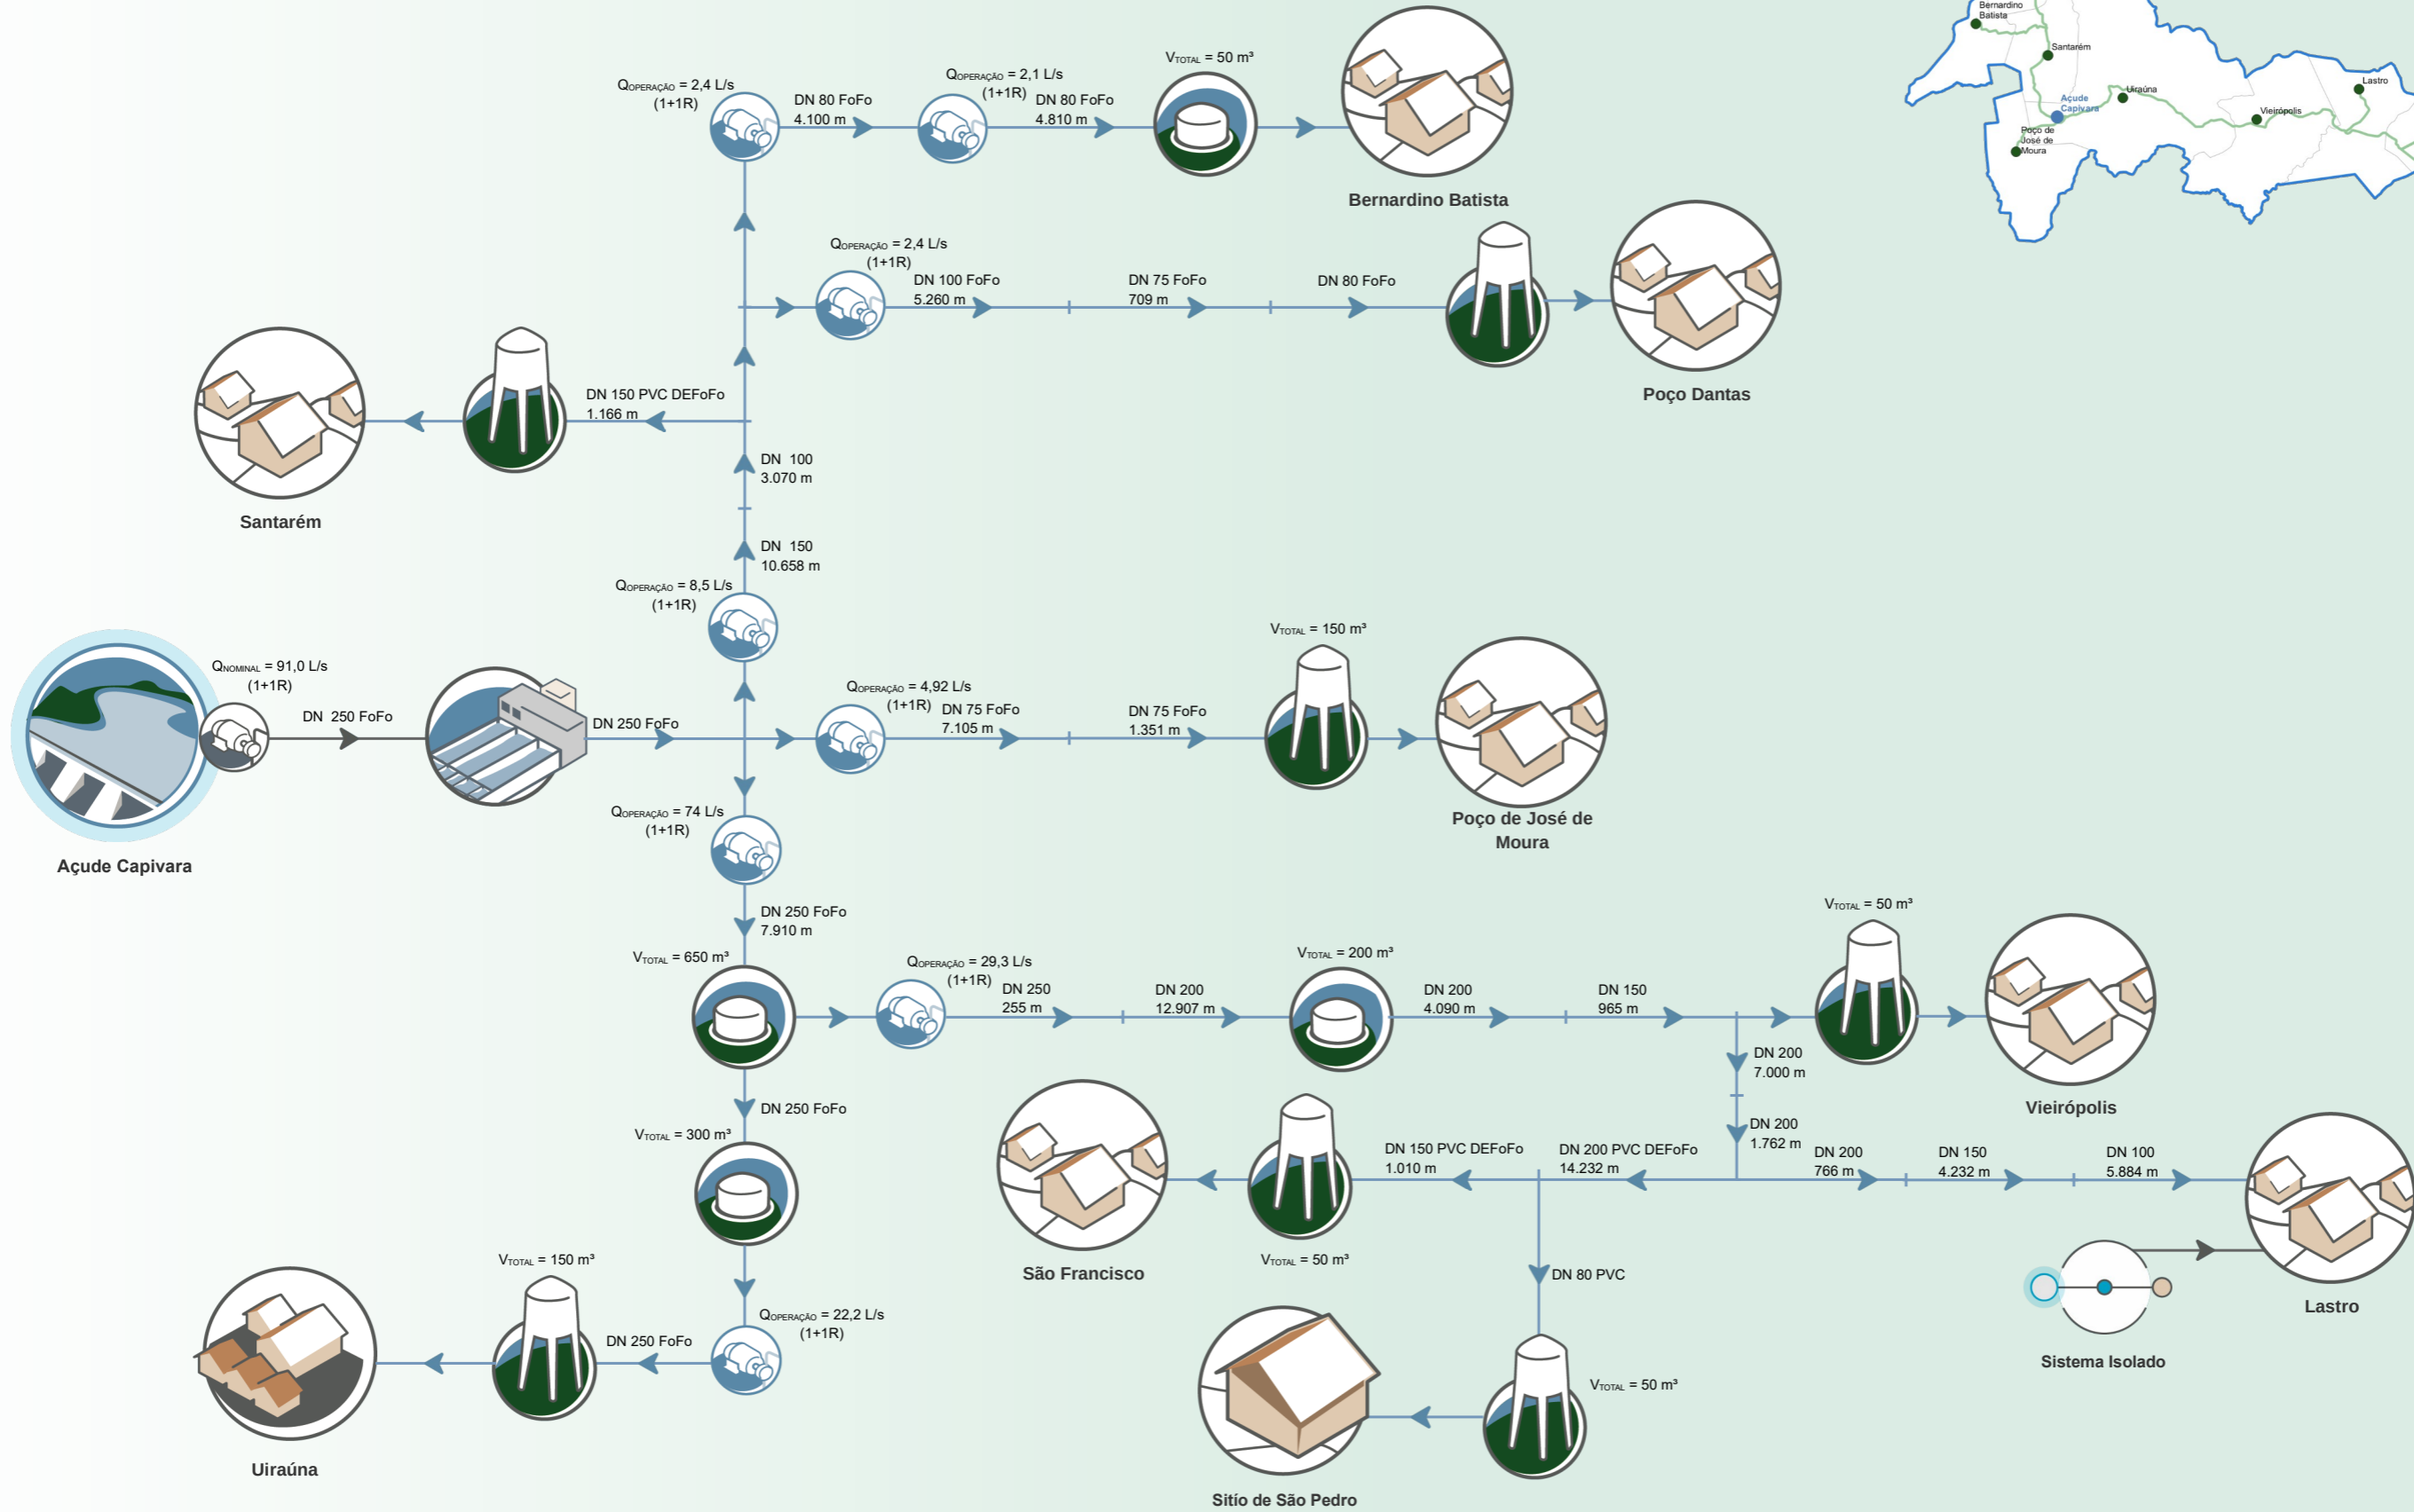 Bernardino
Batista
Santarém
Lastro
Uiraúna
Açude
Capivara
Vieirópolis
Poço de
José de
Moura
QOPERAÇÃO = 2,4 L/s
(1+1R)
DN 80 FoFo
4.100 m
QOPERAÇÃO = 2,1 L/s
(1+1R)
DN 80 FoFo
4.810 m
VTOTAL = 50 m³
Bernardino Batista
QOPERAÇÃO = 2,4 L/s
(1+1R)
DN 100 FoFo
5.260 m
DN 75 FoFo
709 m
DN 80 FoFo
Poço Dantas
DN 150 PVC DEFoFo
1.166 m
Santarém
DN 100
3.070 m
DN 150
10.658 m
QOPERAÇÃO = 8,5 L/s
(1+1R)
QNOMINAL = 91,0 L/s
(1+1R)
DN 250 FoFo
DN 250 FoFo
Açude Capivara
QOPERAÇÃO = 4,92 L/s
(1+1R)
DN 75 FoFo
7.105 m
DN 75 FoFo
1.351 m
VTOTAL = 150 m³
Poço de José de
Moura
QOPERAÇÃO = 74 L/s
(1+1R)
DN 250 FoFo
7.910 m
VTOTAL = 650 m³
QOPERAÇÃO = 29,3 L/s
(1+1R)
DN 250
255 m
DN 200
12.907 m
VTOTAL = 200 m³
DN 200
4.090 m
DN 150
965 m
VTOTAL = 50 m³
Vieirópolis
DN 200
7.000 m
DN 200
1.762 m
DN 250 FoFo
VTOTAL = 300 m³
DN 150 PVC DEFoFo
1.010 m
DN 200 PVC DEFoFo
14.232 m
DN 200
766 m
DN 150
4.232 m
DN 100
5.884 m
São Francisco
VTOTAL = 50 m³
DN 80 PVC
Lastro
Sistema Isolado
VTOTAL = 150 m³
QOPERAÇÃO = 22,2 L/s
(1+1R)
DN 250 FoFo
Uiraúna
VTOTAL = 50 m³
Sitío de São Pedro